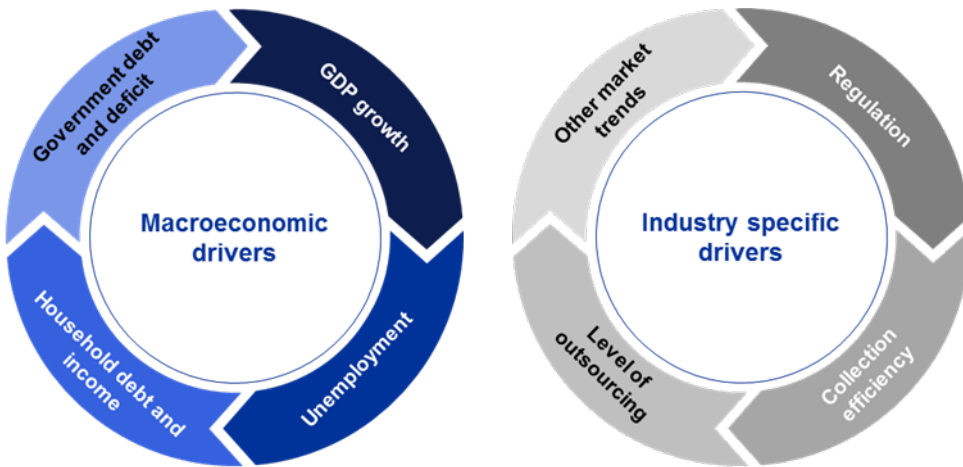 Government debt
and deficit
GDP growth
Macroeconomic
drivers
Household debt and
income
Unemployment
Other market
trends
Regulation
Industry specific
drivers
Level of
outsourcing
Collection
efficiency